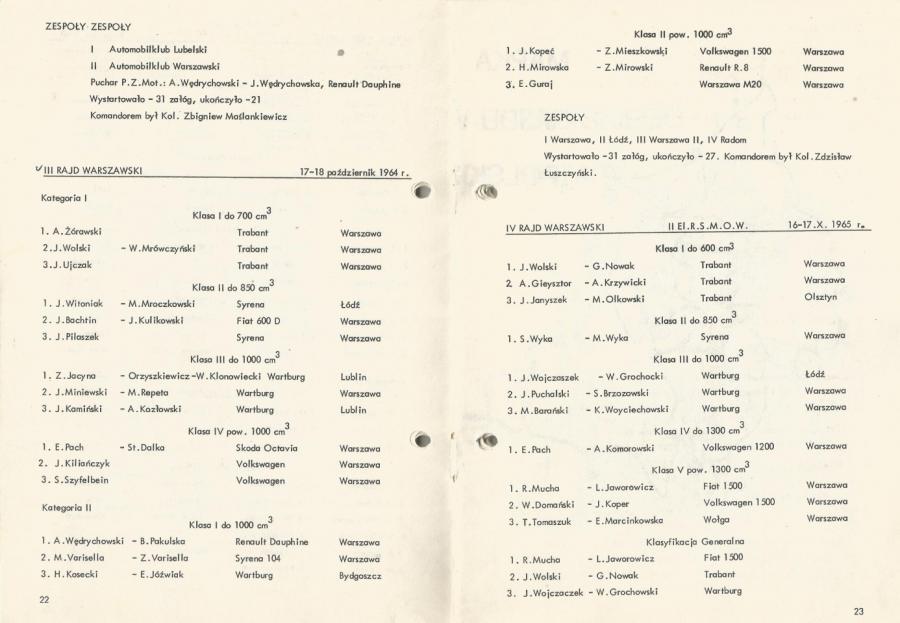 ZESPOŁY ZESPOŁY
I Automobilklub Lubelski
II Automobilklub Warszawski
Puchar P.Z.Mot.: A.Wędrychowski - J.Wędrychowska, Renault Dauphine
Wystartowało - 31 załóg, ukończyło -21
Komandorem był Kol. Zbigniew Maślankiewicz
III RAJD WARSZAWSKI 17-18 październik 1964 r.
Kategoria I
Klasa I do 700 cm3
1. A.Żórawski Trabant Warszawa
2.J.Wolski - W.Mrówczyński Trabant Warszawa
3.J.Ujczak Trabant Warszawa
Klasa II do 850 cm3
1. J.Witoniak - M.Mroczkowski Syrena Łódź
2. J.Bachtin - J.Kulikowski Fiat 600 D Warszawa
3. J.Pilaszek Syrena Warszawa
Klasa III do 1000 cm3
1. Z.Jacyna - Orzyszkiewicz-W.Klonowiecki Wartburg Lublin
2. J.Miniewski - M.Repeta Wartburg Warszawa
3. J.Kamiński - A.Kozłowski Wartburg Lublin
Klasa IV pow. 1000 cm3
1. E.Pach - St.Dalka Skoda Octavia Warszawa
2. J.Kiliańczyk Volkswagen Warszawa
3. S.Szyfelbein Volkswagen Warszawa
Kategoria II
Klasa I do 1000 cm3
1. A.Wędrychowski - B.Pakulska Renault Dauphine Warszawa
2. M.Varisella - Z.Varisella Syrena 104 Warszawa
3. H.Kosecki - E.Jóźwiak Wartburg Bydgoszcz
22
Klasa II pow. 1000 cm3
1. J.Kopeć - Z.Mieszkowski Volkswagen 1500 Warszawa
2. H.Mirowska - Z.Mirowski Renault R.8 Warszawa
3. E.Guraj Warszawa M20 Warszawa
ZESPOŁY
I Warszawa, II Łódź, III Warszawa II, IV Radom
Wystartowało -31 załóg, ukończyło - 27. Komandorem był Kol.Zdzisław
Łuszczyński.
IV RAJD WARSZAWSKI II El.R.S.M.O.W. 16-17.X. 1965 r.
Klasa I do 600 cm3
1. J.Wolski - G.Nowak Trabant Warszawa
2. A.Gieysztor - A.Krzywicki Trabant Warszawa
3. J.Janyszek - M.Olkowski Trabant Olsztyn
Klasa II do 850 cm3
1. S.Wyka - M.Wyka Syrena Warszawa
Klasa III do 1000 cm3
1. J.Wojczaszek - W.Grochocki Wartburg Łódź
2. J.Puchalski - S.Brzozowski Wartburg Warszawa
3. M.Barański - K.Woyciechowski Wartburg Warszawa
Klasa IV do 1300 cm3
1. E.Pach - A.Komorowski Volkswagen 1200 Warszawa
Klasa V pow. 1300 cm3
1. R.Mucha - L.Jaworowicz Fiat 1500 Warszawa
2. W.Domański - J.Koper Volkswagen 1500 Warszawa
3. T.Tomaszuk - E.Marcinkowska Wołga Warszawa
Klasyfikacja Generalna
1. R.Mucha - L.Jaworowicz Fiat 1500
2. J.Wolski - G.Nowak Trabant
3. J.Wojczaczek - W.Grochowski Wartburg
23